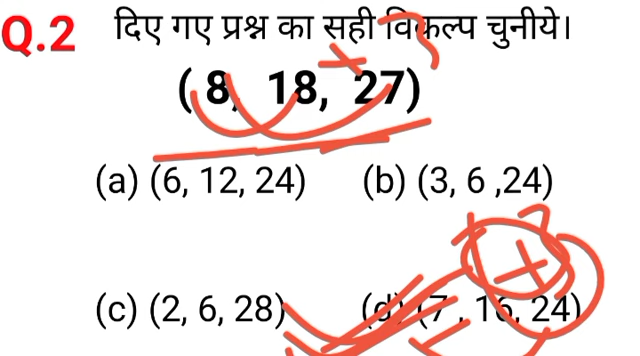 Q.2 दिए गए प्रश्न का सही विकल्प चुनीये।
( 8, 18, 27)
(a) (6, 12, 24) (b) (3, 6 ,24)
(c) (2, 6, 28) (d) (7 , 16, 24)